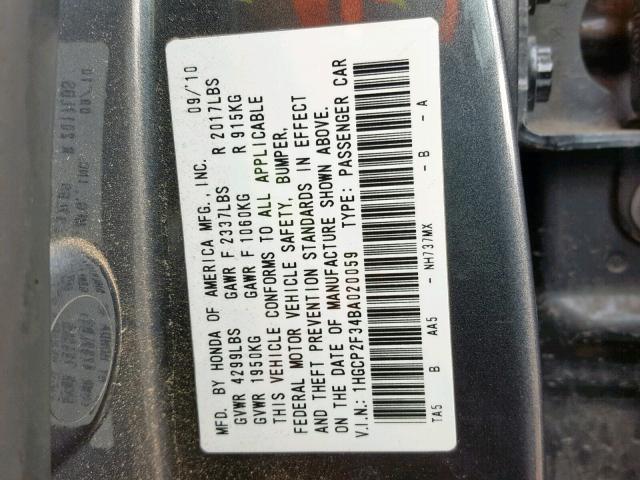 MFD. BY HONDA OF AMERICA MFG., INC. 09/'10
GVWR 4299LBS GAWR F 2337LBS R 2017LBS
GVWR 1950KG GAWR F 1060KG R 915KG
THIS VEHICLE CONFORMS TO ALL APPLICABLE
FEDERAL MOTOR VEHICLE SAFETY, BUMPER,
AND THEFT PREVENTION STANDARDS IN EFFECT
ON THE DATE OF MANUFACTURE SHOWN ABOVE.
V.I.N.: 1HGCP2F34BA020059 TYPE: PASSENGER CAR
TA5 B AA5 - NH737MX -B -A